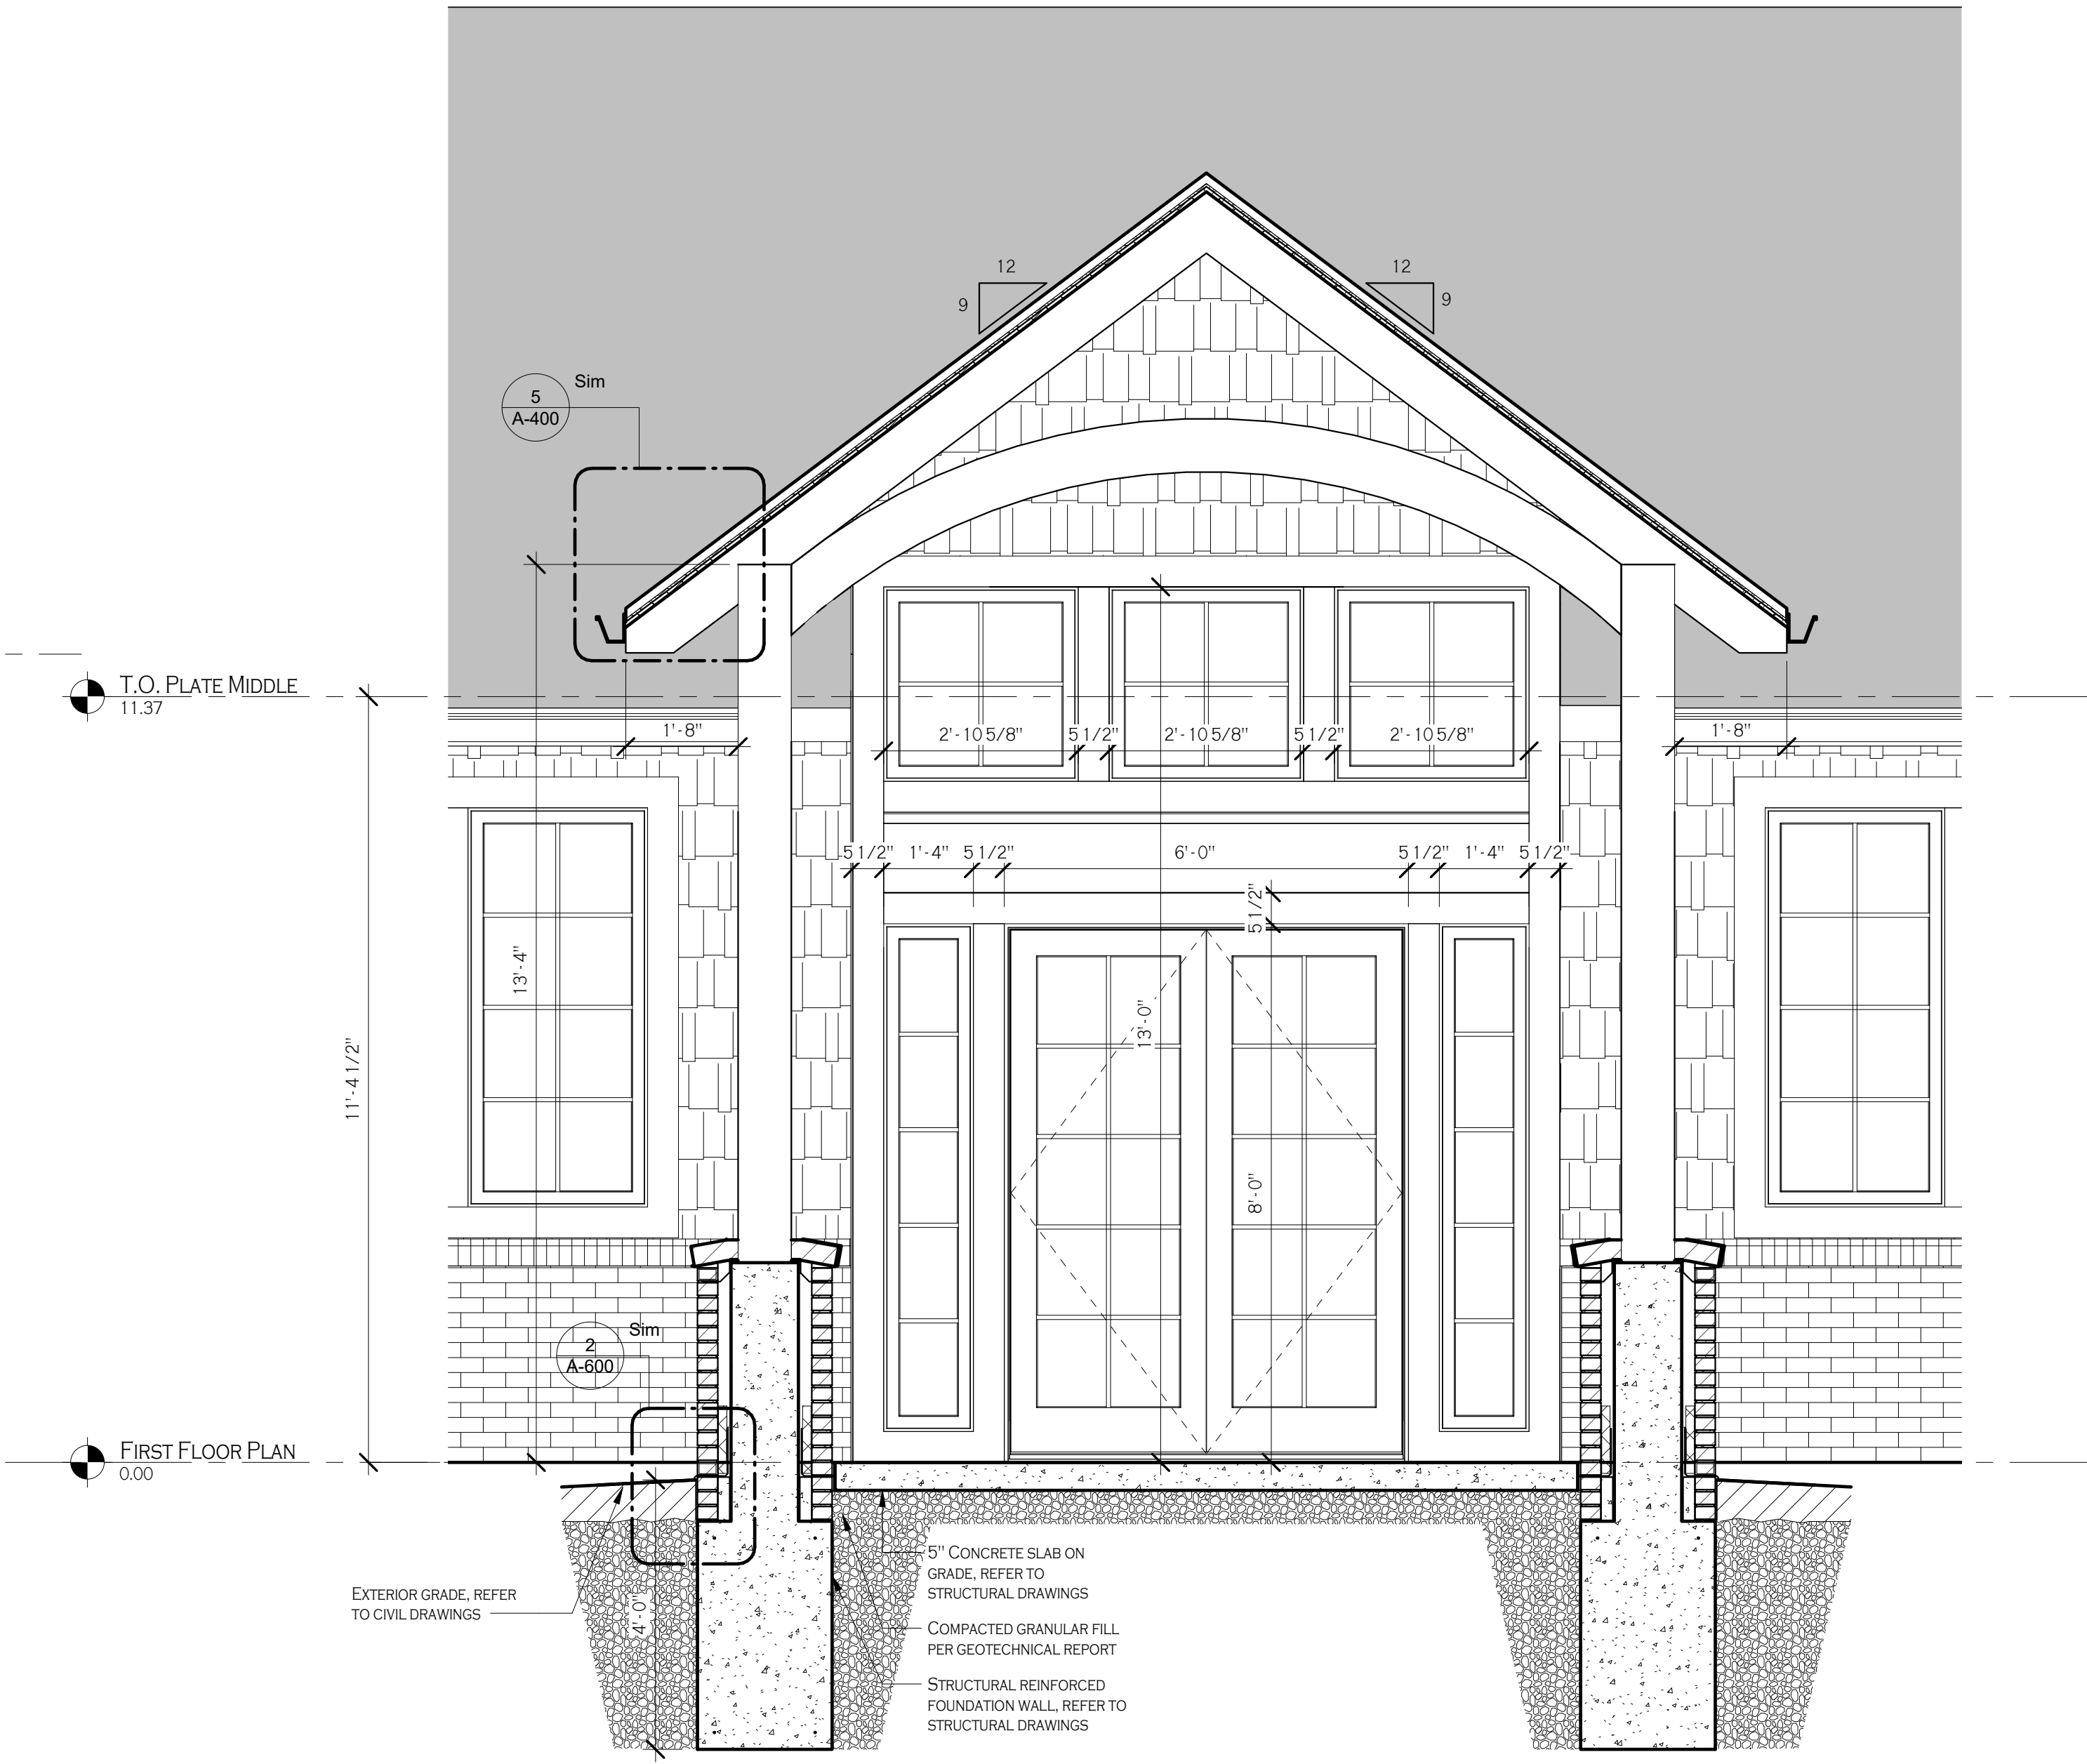 12
12
9
9
5
A-400
Sim
T.O. PLATE MIDDLE
11.37
1'-8"
2'-10 5/8"
5 1/2"
2'-10 5/8"
5 1/2"
2'-10 5/8"
1'-8"
5 1/2"
1'-4"
5 1/2"
6'-0"
5 1/2"
1'-4"
5 1/2"
5 1/2"
13'-4"
13'-0"
11'-4 1/2"
8'-0"
2
A-600
Sim
FIRST FLOOR PLAN
0.00
EXTERIOR GRADE, REFER
TO CIVIL DRAWINGS
4'-0"
5" CONCRETE SLAB ON
GRADE, REFER TO
STRUCTURAL DRAWINGS
COMPACTED GRANULAR FILL
PER GEOTECHNICAL REPORT
STRUCTURAL REINFORCED
FOUNDATION WALL, REFER TO
STRUCTURAL DRAWINGS